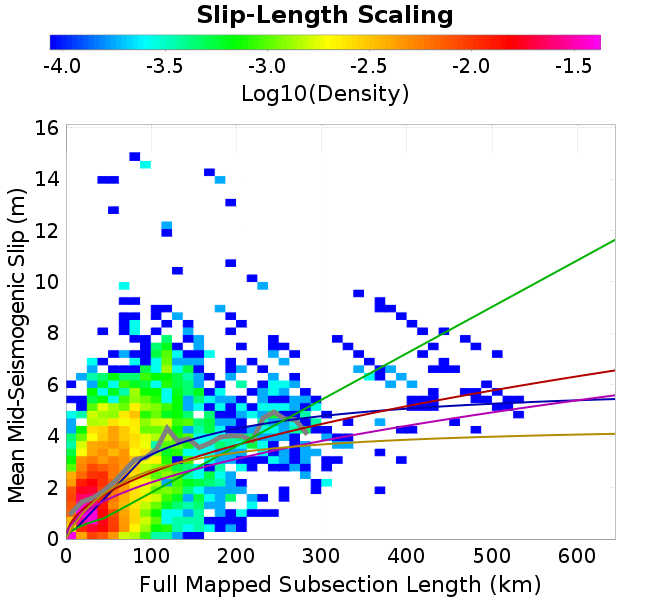 Slip-Length Scaling
-4.0 -3.5 -3.0 -2.5 -2.0 -1.5
Log10(Density)
16
14
12
10
8
6
4
2
0
Mean Mid-Seismogenic Slip (m)
0 100 200 300 400 500 600
Full Mapped Subsection Length (km)